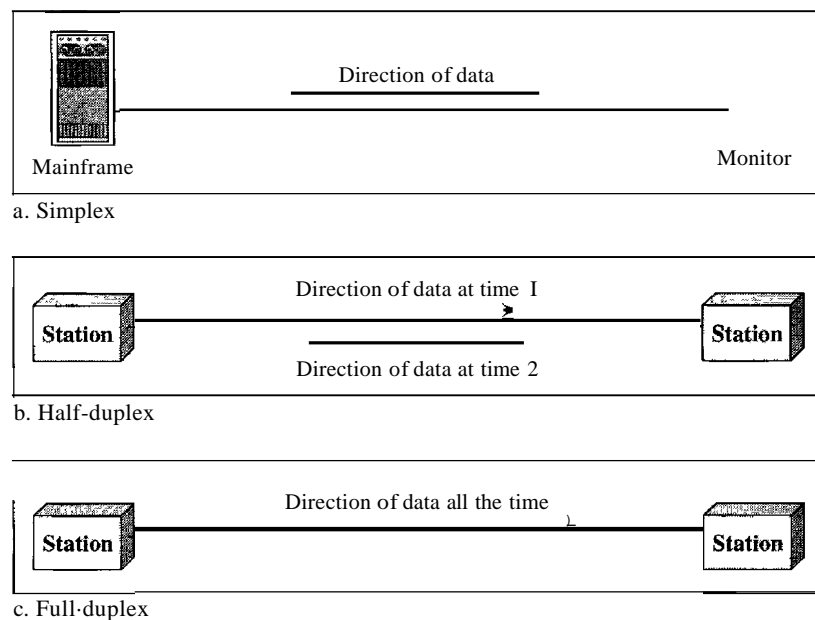 Direction of data
Mainframe
Monitor
a. Simplex
Direction of data at time I
Station
Station
Direction of data at time 2
b. Half-duplex
Direction of data all the time
Station
Station
c. Full·duplex